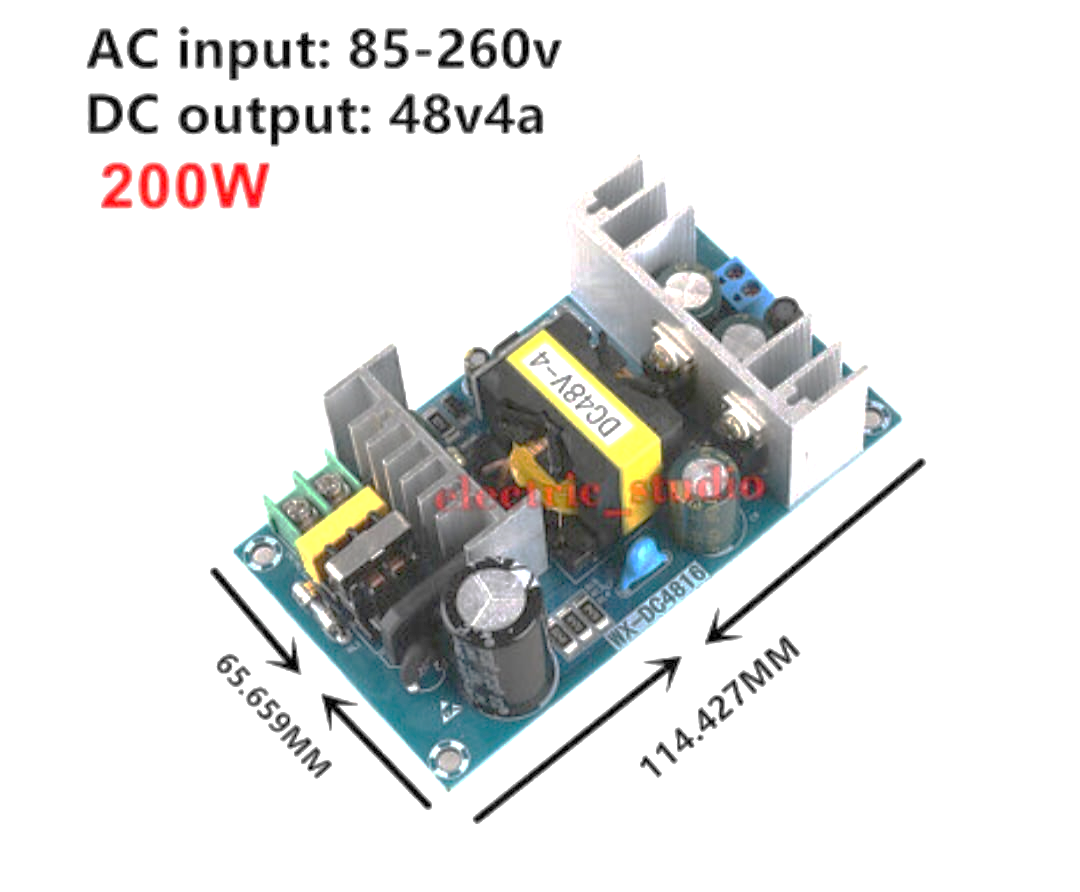 AC input: 85-260v
DC output: 48v4a
200W
DC48V-4
electric_studio
WX-DC4816
65.659MM
114.427MM